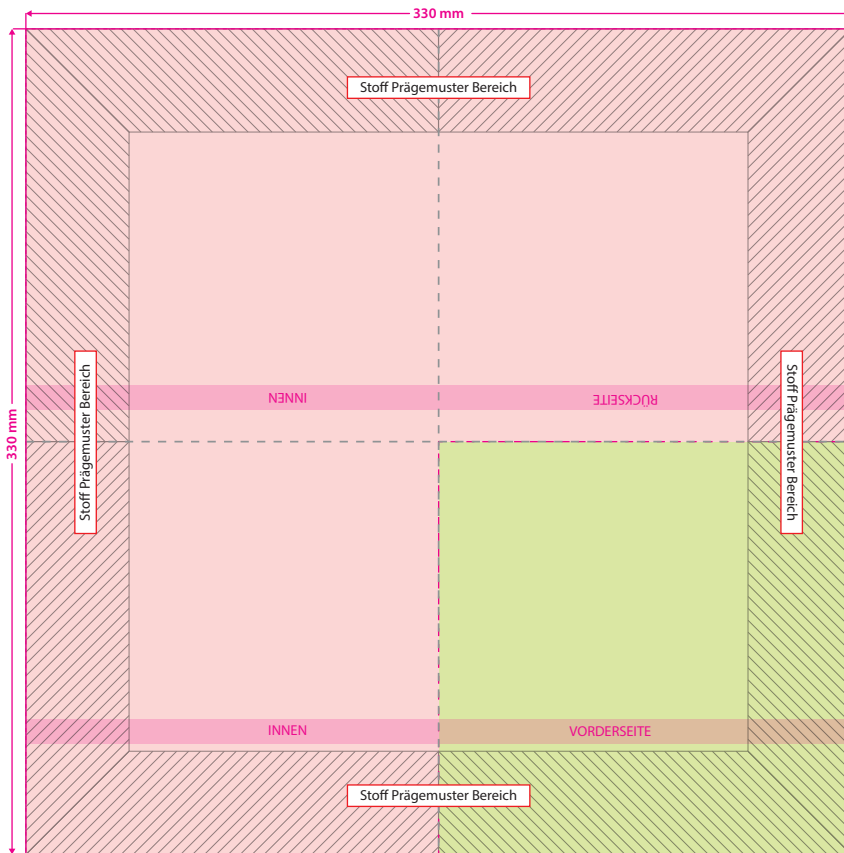 330 mm
Stoff Prägemuster Bereich
INNEN
RÜCKSEITE
Stoff Prägemuster Bereich
Stoff Prägemuster Bereich
330 mm
INNEN
VORDERSEITE
Stoff Prägemuster Bereich